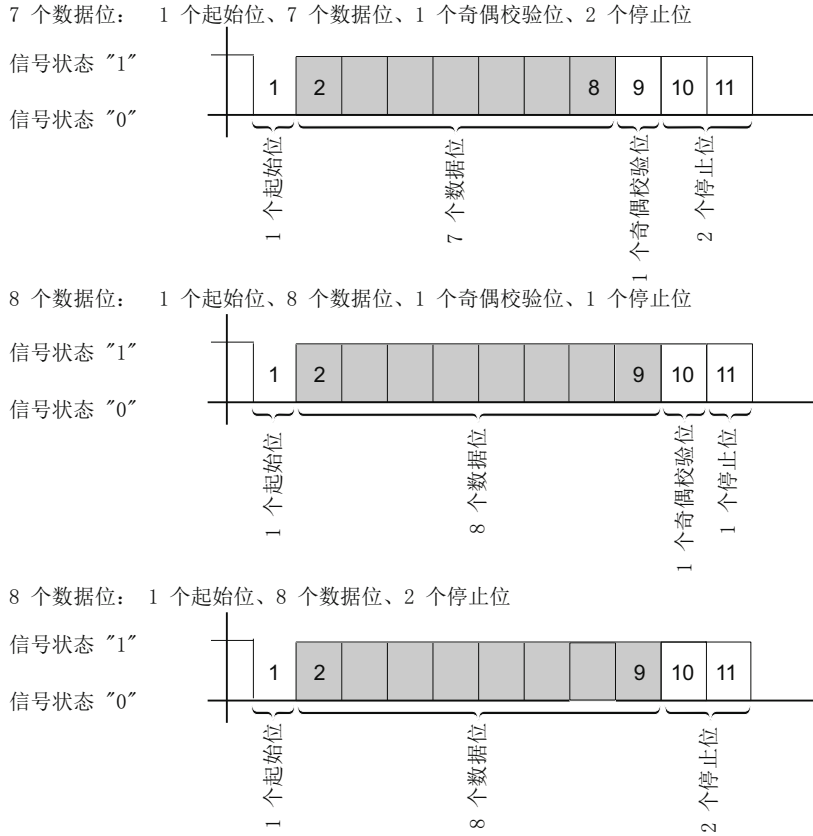 7 个数据位： 1 个起始位、7 个数据位、1 个奇偶校验位、2 个停止位
信号状态 "1"
1 2 8 9 10 11
信号状态 "0"
1 个起始位
7 个数据位
1 个奇偶校验位
2 个停止位
8 个数据位： 1 个起始位、8 个数据位、1 个奇偶校验位、1 个停止位
信号状态 "1"
1 2 9 10 11
信号状态 "0"
1 个起始位
8 个数据位
1 个奇偶校验位
1 个停止位
8 个数据位： 1 个起始位、8 个数据位、2 个停止位
信号状态 "1"
1 2 9 10 11
信号状态 "0"
1 个起始位
8 个数据位
2 个停止位